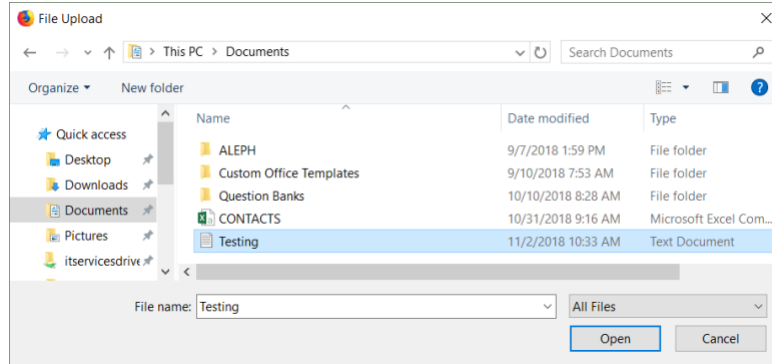 File Upload
This PC > Documents
Search Documents
Organize
New folder
Name
Date modified
Type
Quick access
Desktop
Downloads
Documents
Pictures
itservicesdrive
ALEPH 9/7/2018 1:59 PM File folder
Custom Office Templates 9/10/2018 7:53 AM File folder
Question Banks 10/10/2018 8:28 AM File folder
CONTACTS 10/31/2018 9:16 AM Microsoft Excel Com...
Testing 11/2/2018 10:33 AM Text Document
File name: Testing
All Files
Open
Cancel